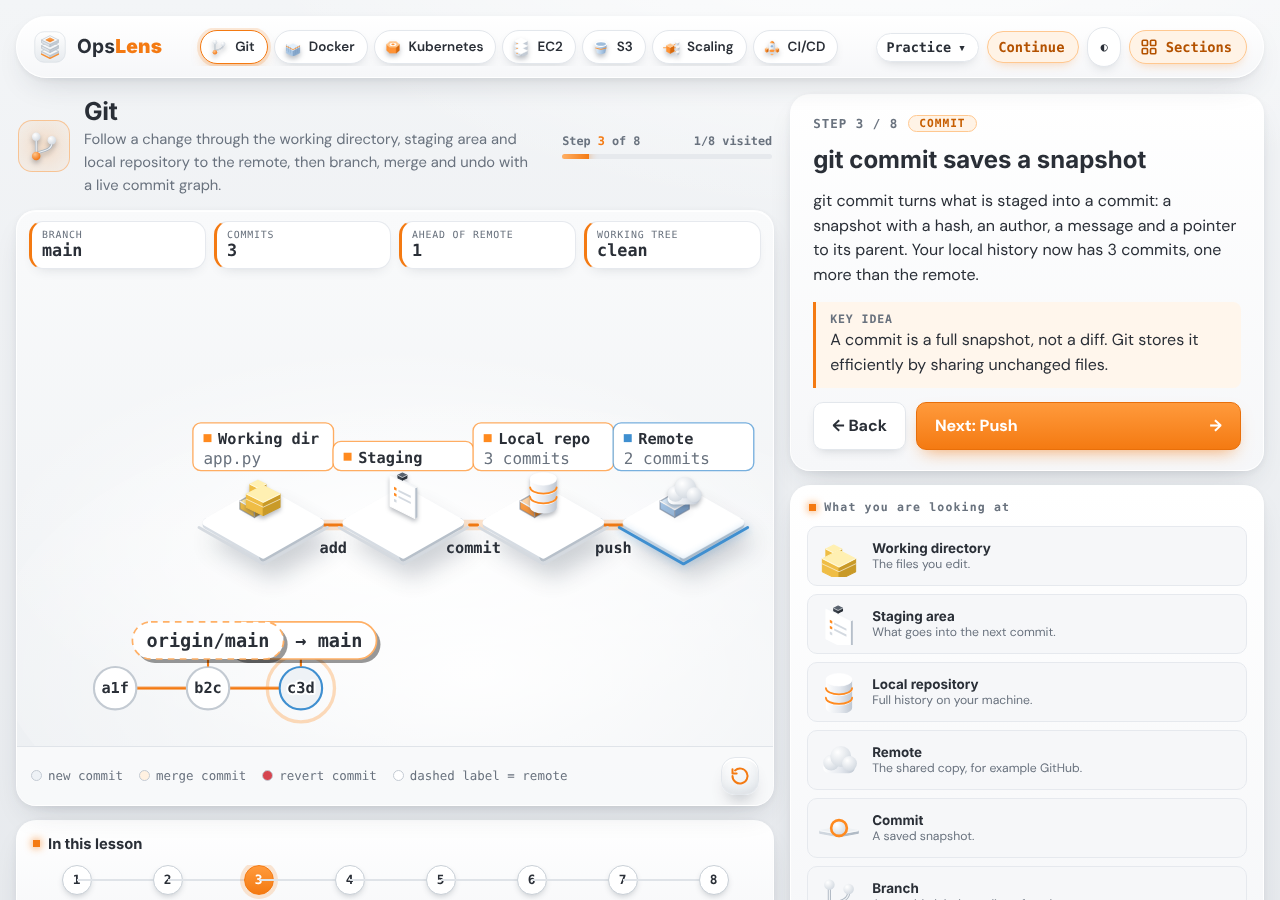 OpsLens
Git
Docker
Kubernetes
EC2
S3
Scaling
CI/CD
Practice ▾
Continue
Sections
Git
Follow a change through the working directory, staging area and
local repository to the remote, then branch, merge and undo with
a live commit graph.
Step 3 of 8
1/8 visited
BRANCH
main
COMMITS
3
AHEAD OF REMOTE
1
WORKING TREE
clean
Working dir
app.py
Staging
Local repo
3 commits
Remote
2 commits
add
commit
push
origin/main
→ main
a1f
b2c
c3d
new commit
merge commit
revert commit
dashed label = remote
In this lesson
1
2
3
4
5
6
7
8
STEP 3 / 8
COMMIT
git commit saves a snapshot
git commit turns what is staged into a commit: a
snapshot with a hash, an author, a message and a pointer
to its parent. Your local history now has 3 commits, one
more than the remote.
KEY IDEA
A commit is a full snapshot, not a diff. Git stores it
efficiently by sharing unchanged files.
← Back
Next: Push →
What you are looking at
Working directory
The files you edit.
Staging area
What goes into the next commit.
Local repository
Full history on your machine.
Remote
The shared copy, for example GitHub.
Commit
A saved snapshot.
Branch